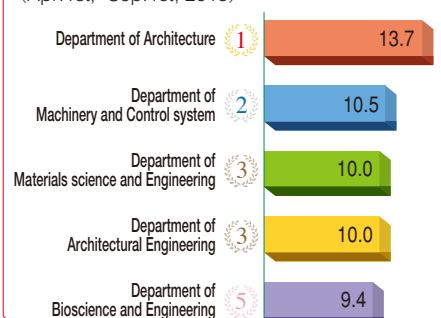 Department of Architecture 1 13.7
Department of
Machinery and Control system 2 10.5
Department of
Materials science and Engineering 3 10.0
Department of
Architectural Engineering 3 10.0
Department of
Bioscience and Engineering 5 9.4